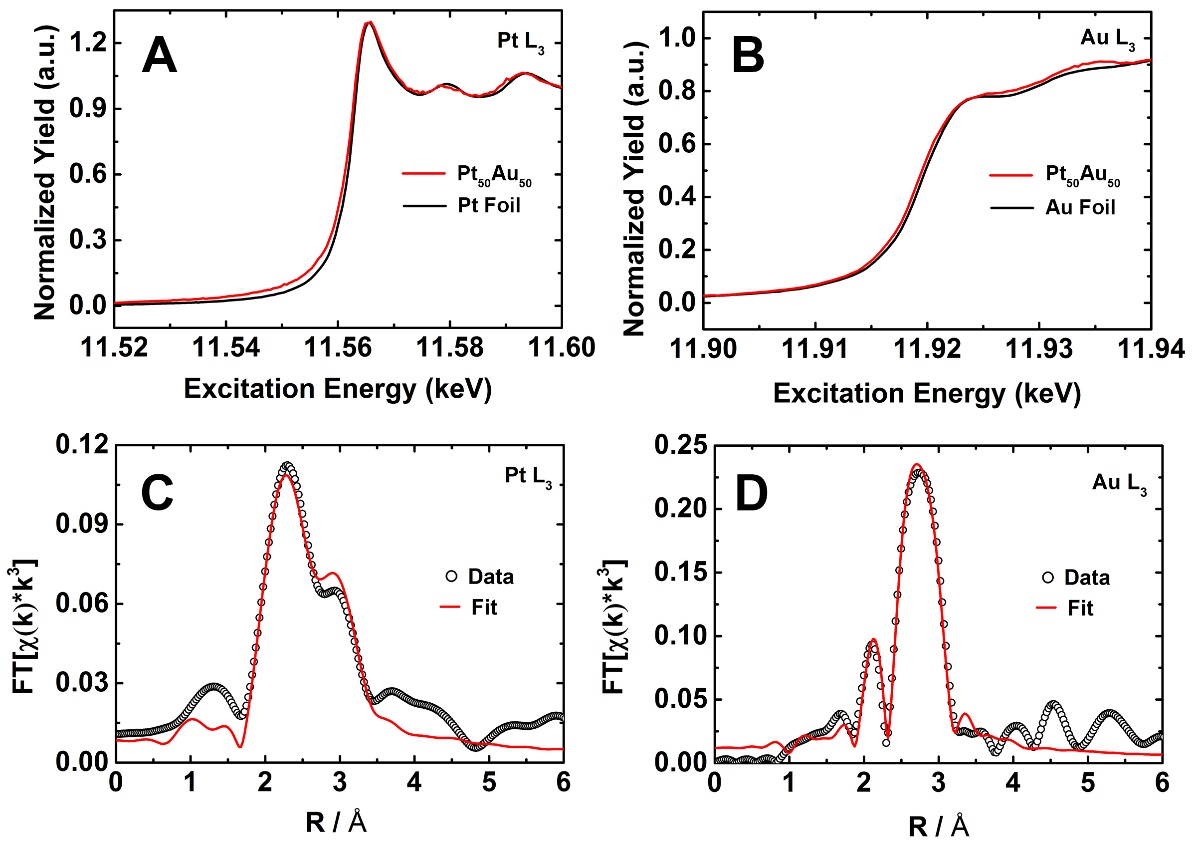 A
Pt L3
Normalized Yield (a.u.)
1.2
0.9
0.6
0.3
0.0
Pt50Au50
Pt Foil
11.52 11.54 11.56 11.58 11.60
Excitation Energy (keV)
B
Au L3
Normalized Yield (a.u.)
1.0
0.8
0.6
0.4
0.2
0.0
Pt50Au50
Au Foil
11.90 11.91 11.92 11.93 11.94
Excitation Energy (keV)
C
Pt L3
FT[χ(k)*k3]
0.12
0.09
0.06
0.03
0.00
Data
Fit
0 1 2 3 4 5 6
R / Å
D
Au L3
FT[χ(k)*k3]
0.25
0.20
0.15
0.10
0.05
0.00
Data
Fit
0 1 2 3 4 5 6
R / Å